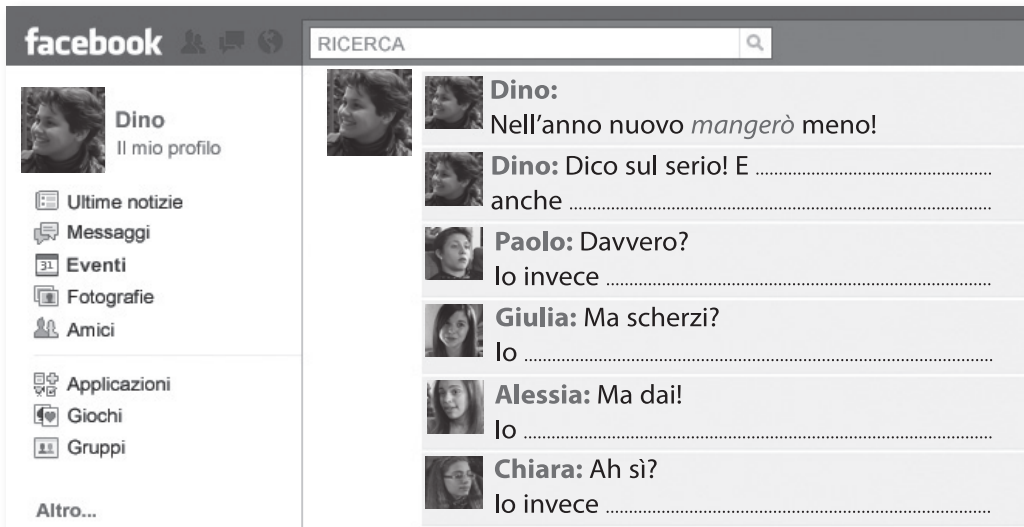 facebook
RICERCA
Dino
Il mio profilo
Ultime notizie
Messaggi
31 Eventi
Fotografie
Amici
Applicazioni
Giochi
Gruppi
Altro...
Dino:
Nell'anno nuovo mangerò meno!
Dino: Dico sul serio! E ..........................................
anche ..........................................
Paolo: Davvero?
Io invece ..........................................
Giulia: Ma scherzi?
Io ..........................................
Alessia: Ma dai!
Io ..........................................
Chiara: Ah sì?
Io invece ..........................................